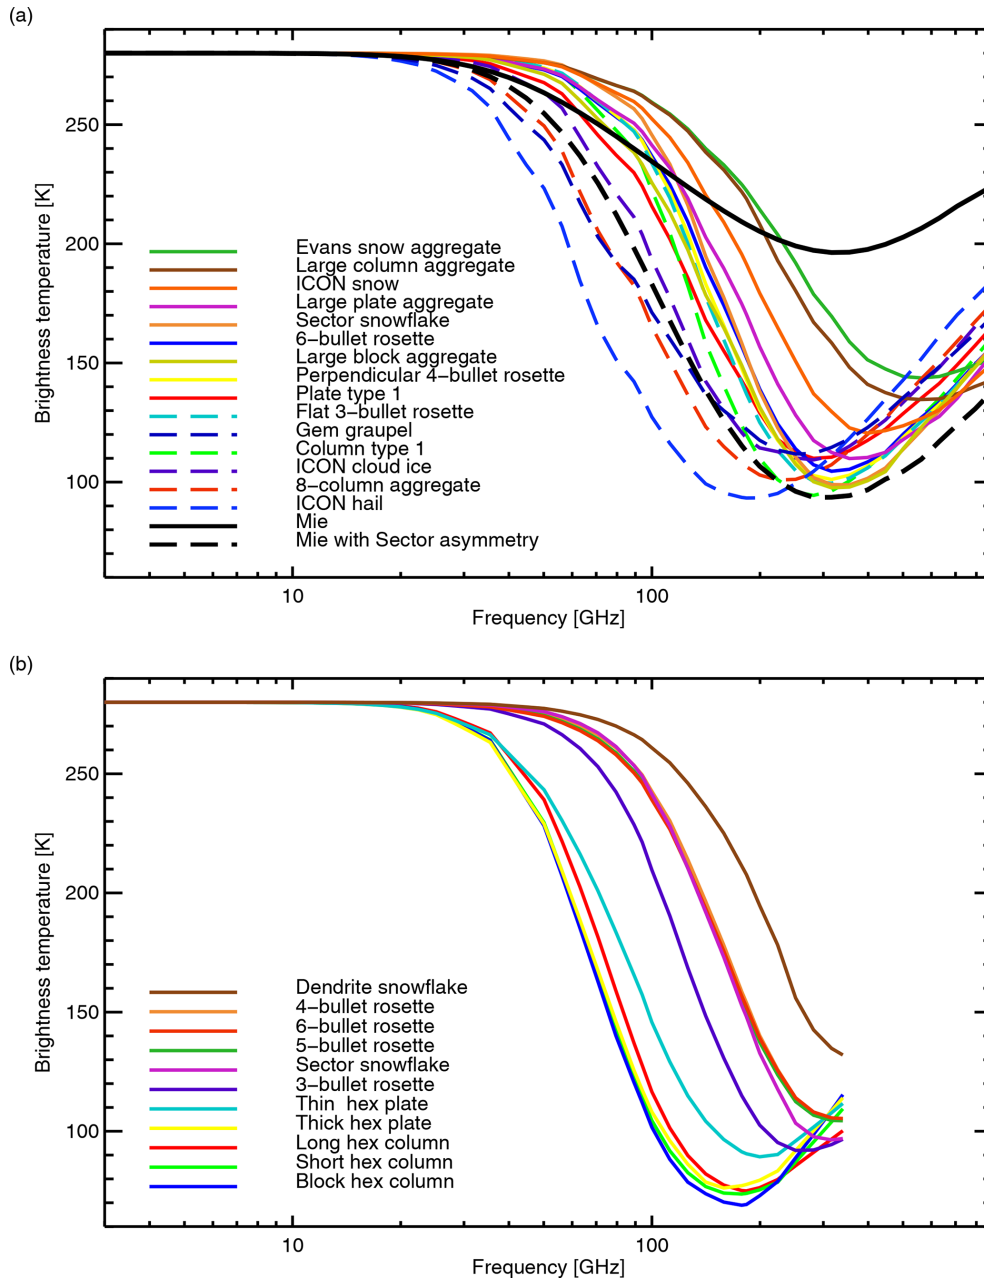 (a)
250
200
150
100
Brightness temperature [K]
Evans snow aggregate
Large column aggregate
ICON snow
Large plate aggregate
Sector snowflake
6−bullet rosette
Large block aggregate
Perpendicular 4−bullet rosette
Plate type 1
Flat 3−bullet rosette
Gem graupel
Column type 1
ICON cloud ice
8−column aggregate
ICON hail
Mie
Mie with Sector asymmetry
10
100
Frequency [GHz]
(b)
250
200
150
100
Brightness temperature [K]
Dendrite snowflake
4−bullet rosette
6−bullet rosette
5−bullet rosette
Sector snowflake
3−bullet rosette
Thin  hex plate
Thick hex plate
Long hex column
Short hex column
Block hex column
10
100
Frequency [GHz]